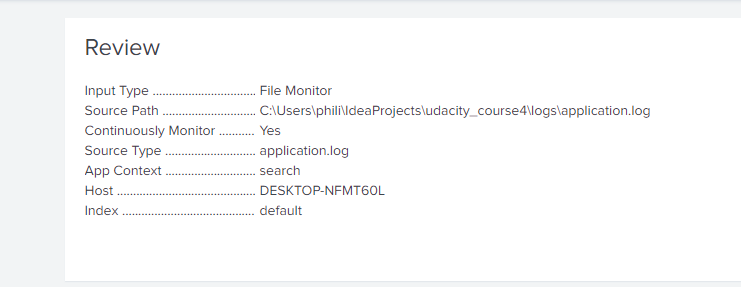 Review
Input Type ................................ File Monitor
Source Path ............................. C:\Users\phili\IdeaProjects\udacity_course4\logs\application.log
Continuously Monitor ........... Yes
Source Type ............................ application.log
App Context ............................ search
Host ........................................... DESKTOP-NFMT60L
Index ......................................... default